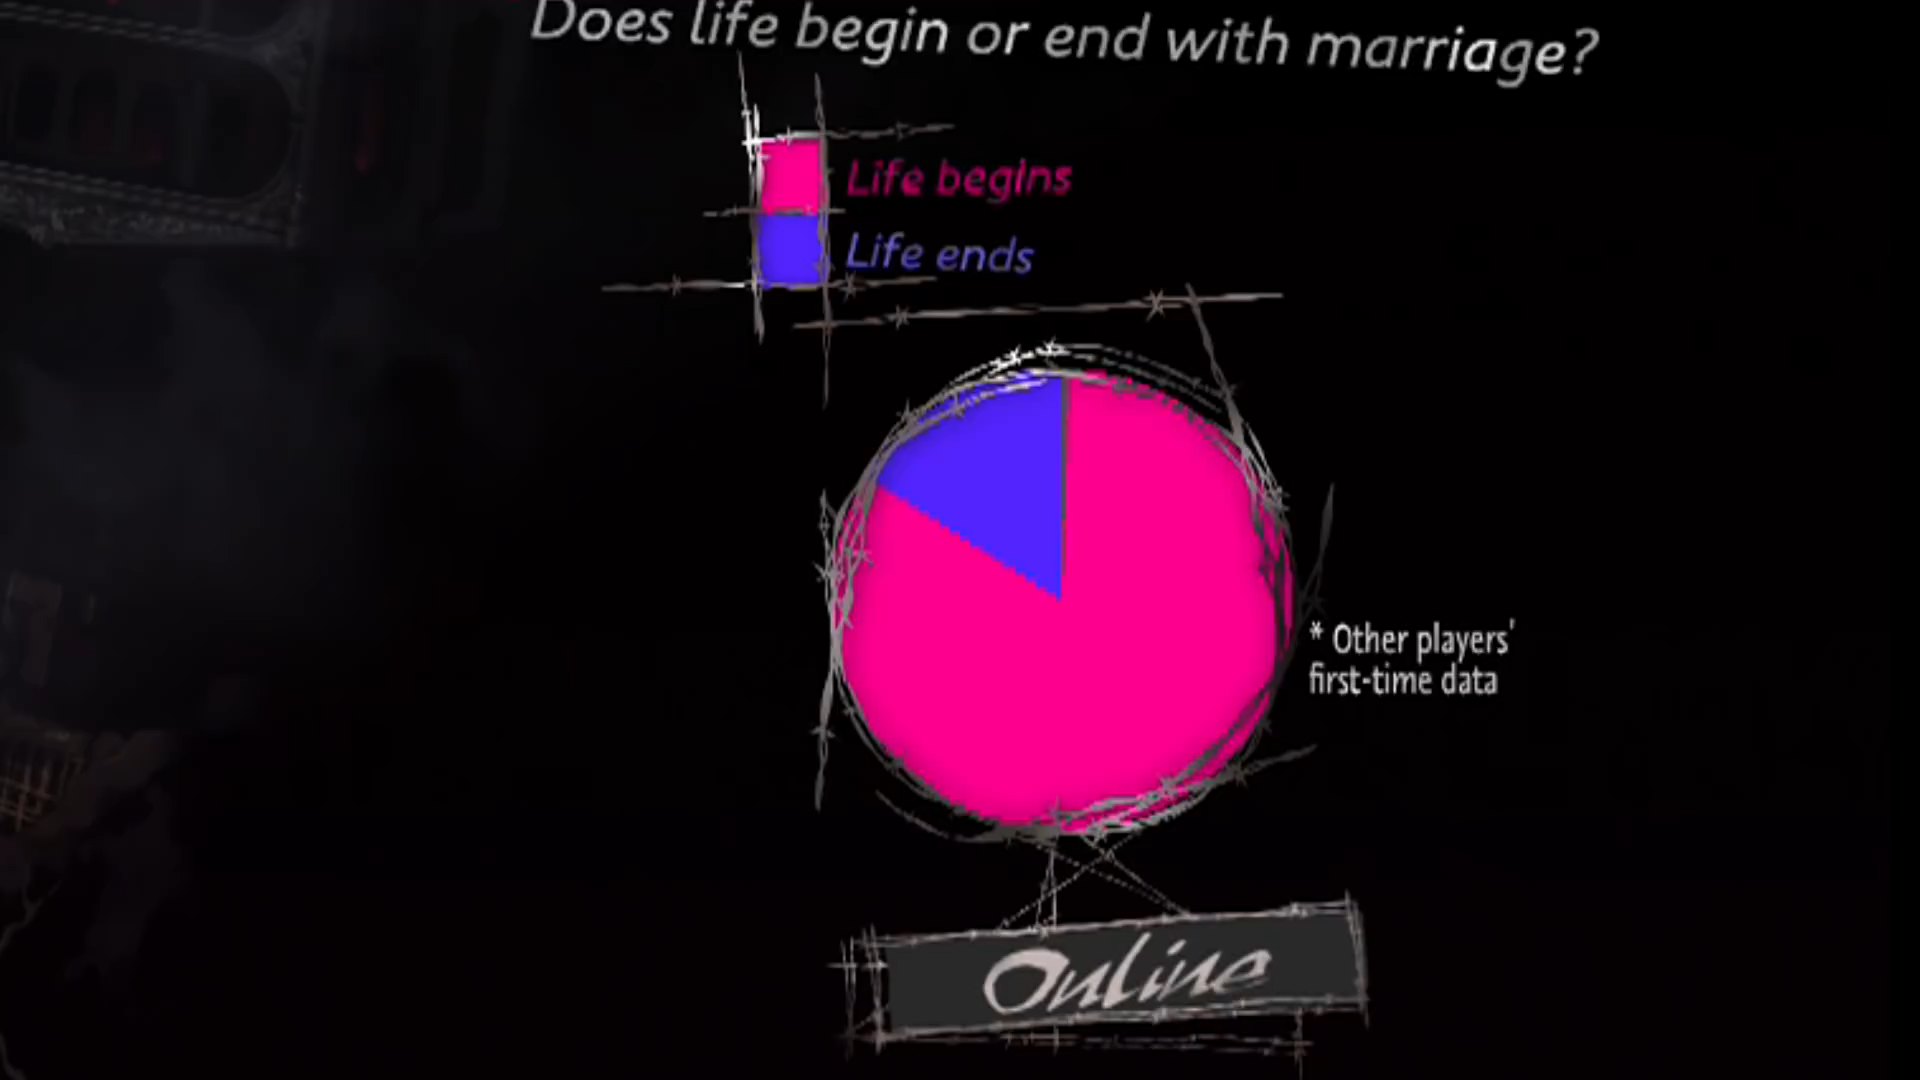 Does life begin or end with marriage?
Life begins
Life ends
* Other players'
first-time data
Online